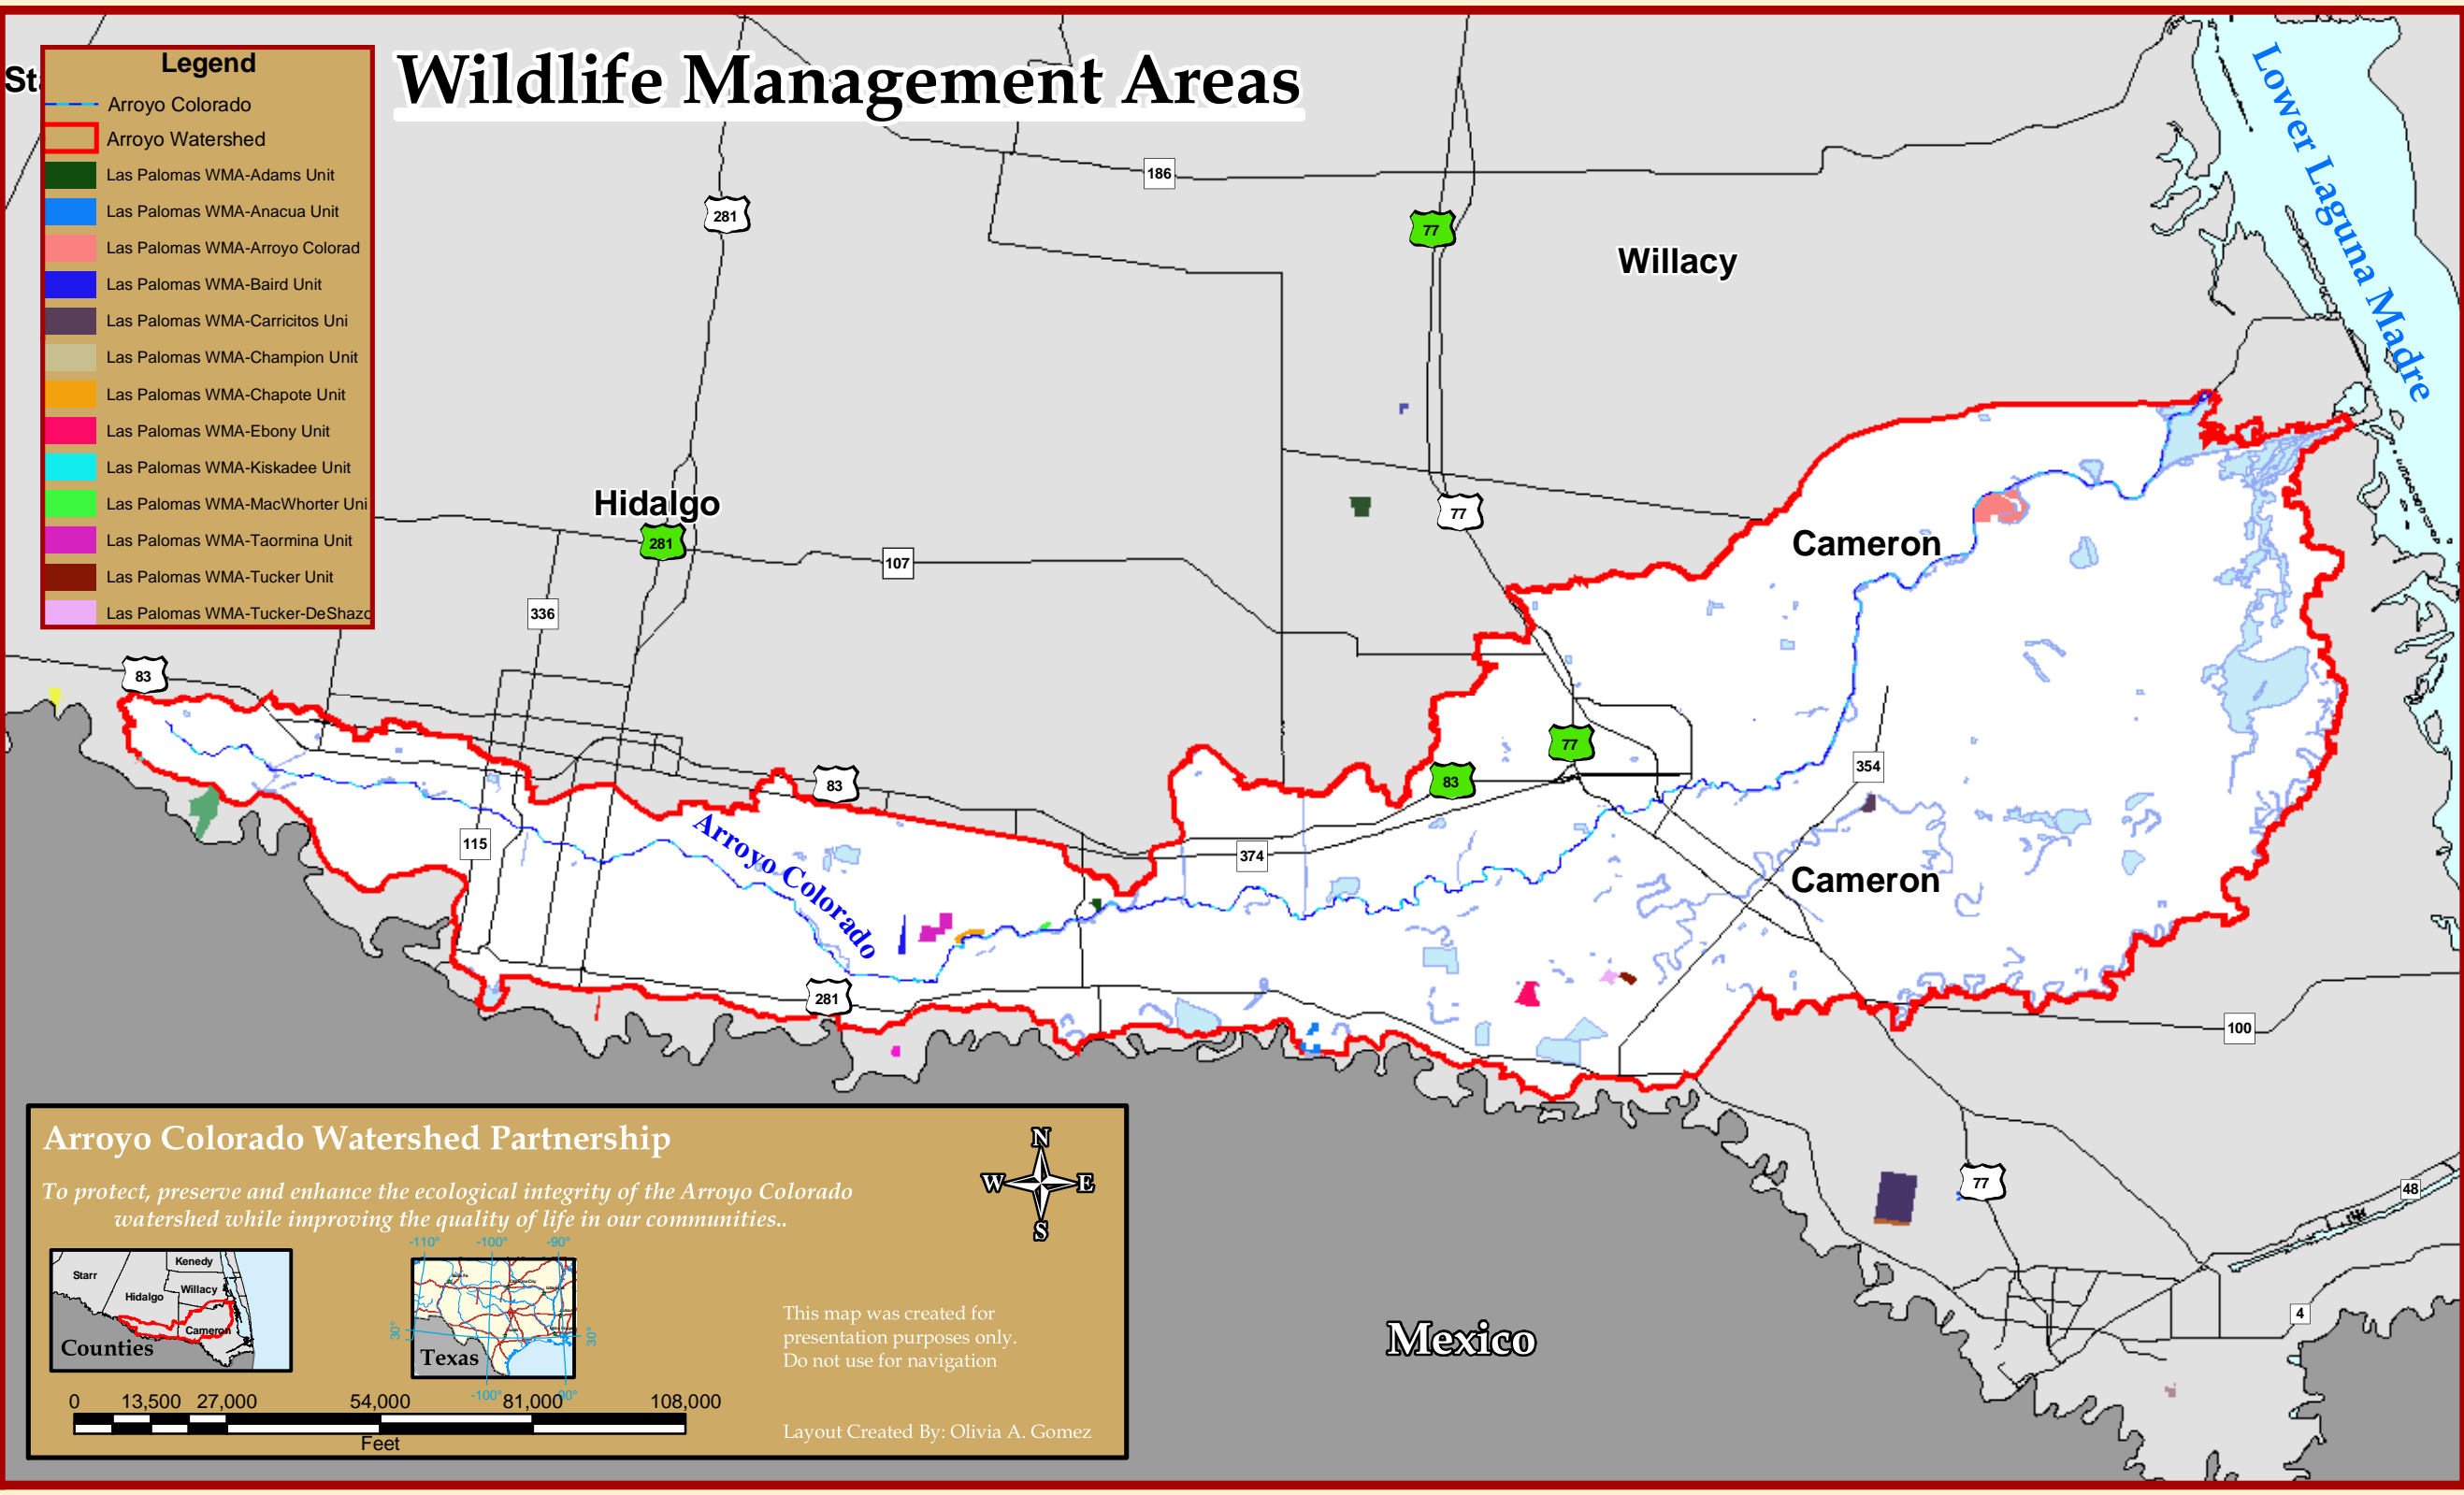 Wildlife Management Areas
Sta
Legend
Arroyo Colorado
Arroyo Watershed
Las Palomas WMA-Adams Unit
Las Palomas WMA-Anacua Unit
Las Palomas WMA-Arroyo Colorad
Las Palomas WMA-Baird Unit
Las Palomas WMA-Carricitos Uni
Las Palomas WMA-Champion Unit
Las Palomas WMA-Chapote Unit
Las Palomas WMA-Ebony Unit
Las Palomas WMA-Kiskadee Unit
Las Palomas WMA-MacWhorter Uni
Las Palomas WMA-Taormina Unit
Las Palomas WMA-Tucker Unit
Las Palomas WMA-Tucker-DeShazo
Lower Laguna Madre
186
281
77
Willacy
Hidalgo
281
77
107
Cameron
336
83
77
83
83
354
115
374
Arroyo Colorado
Cameron
281
100
77
48
4
Mexico
Arroyo Colorado Watershed Partnership
To protect, preserve and enhance the ecological integrity of the Arroyo Colorado
watershed while improving the quality of life in our communities..
N
W E
S
Kenedy
Starr
Willacy
Hidalgo
Cameron
Counties
-110° -100° -90°
30° 30°
Texas
-100° 90°
This map was created for
presentation purposes only.
Do not use for navigation
0 13,500 27,000 54,000 81,000 108,000
Feet
Layout Created By: Olivia A. Gomez